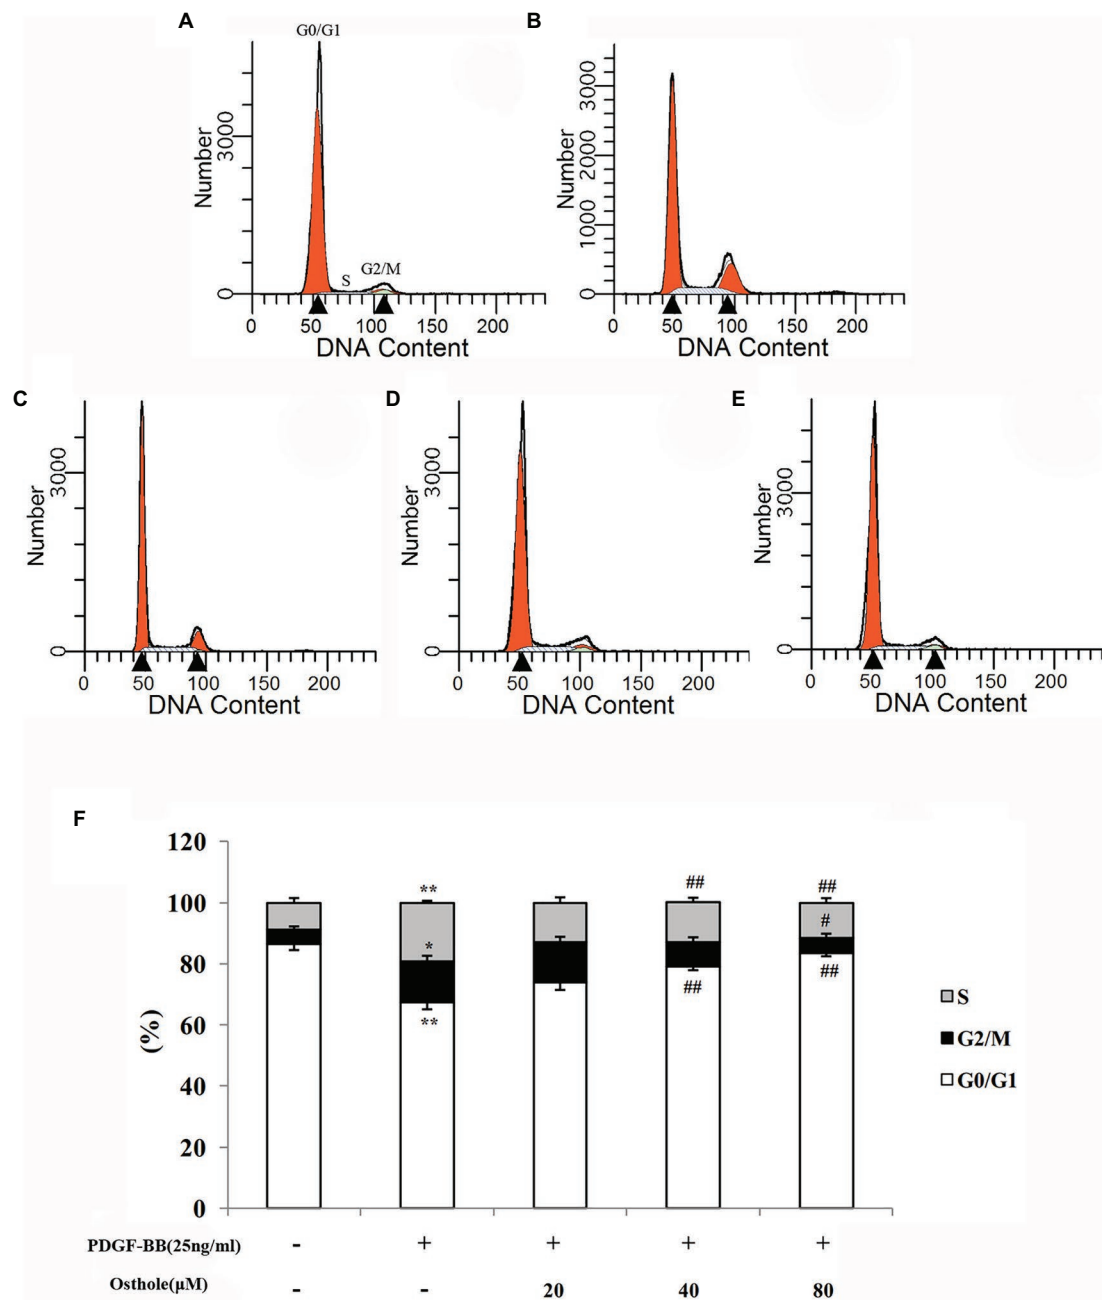 A
G0/G1
S
G2/M
Number
3000
0
0 50 100 150 200
DNA Content
B
Number
3000
2000
1000
0
0 50 100 150 200
DNA Content
C
Number
3000
0
0 50 100 150 200
DNA Content
D
Number
3000
0
0 50 100 150 200
DNA Content
E
Number
3000
0
0 50 100 150 200
DNA Content
F
(%)
120
100
80
60
40
20
0
**
*
**
##
##
##
#
##
S
G2/M
G0/G1
PDGF-BB(25ng/ml) - + + + +
Osthole(μM) - - 20 40 80